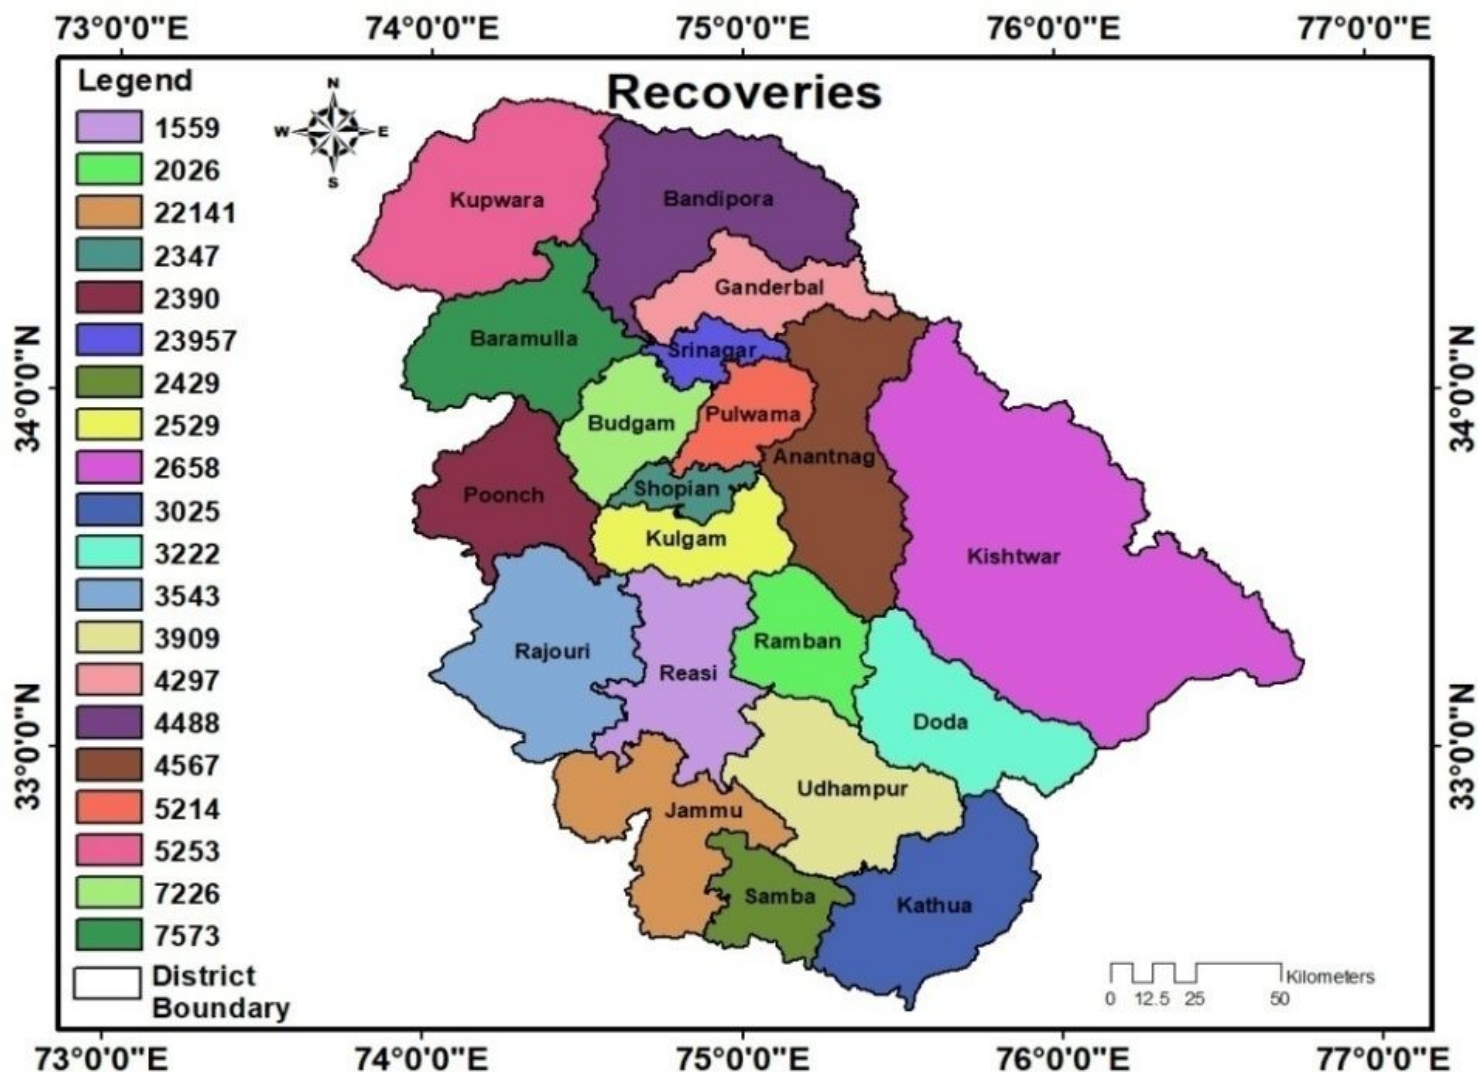 73°0'0"E 74°0'0"E 75°0'0"E 76°0'0"E 77°0'0"E
Legend
Recoveries
N
W E
S
1559
2026
22141
2347
2390
23957
2429
2529
2658
3025
3222
3543
3909
4297
4488
4567
5214
5253
7226
7573
District
Boundary
Kupwara
Bandipora
Ganderbal
Baramulla
Srinagar
Budgam
Pulwama
Anantnag
Poonch
Shopian
Kulgam
Kishtwar
Rajouri
Reasi
Ramban
Doda
Udhampur
Jammu
Samba
Kathua
34°0'0"N
33°0'0"N
34°0'0"N
33°0'0"N
Kilometers
0 12.5 25 50
73°0'0"E 74°0'0"E 75°0'0"E 76°0'0"E 77°0'0"E